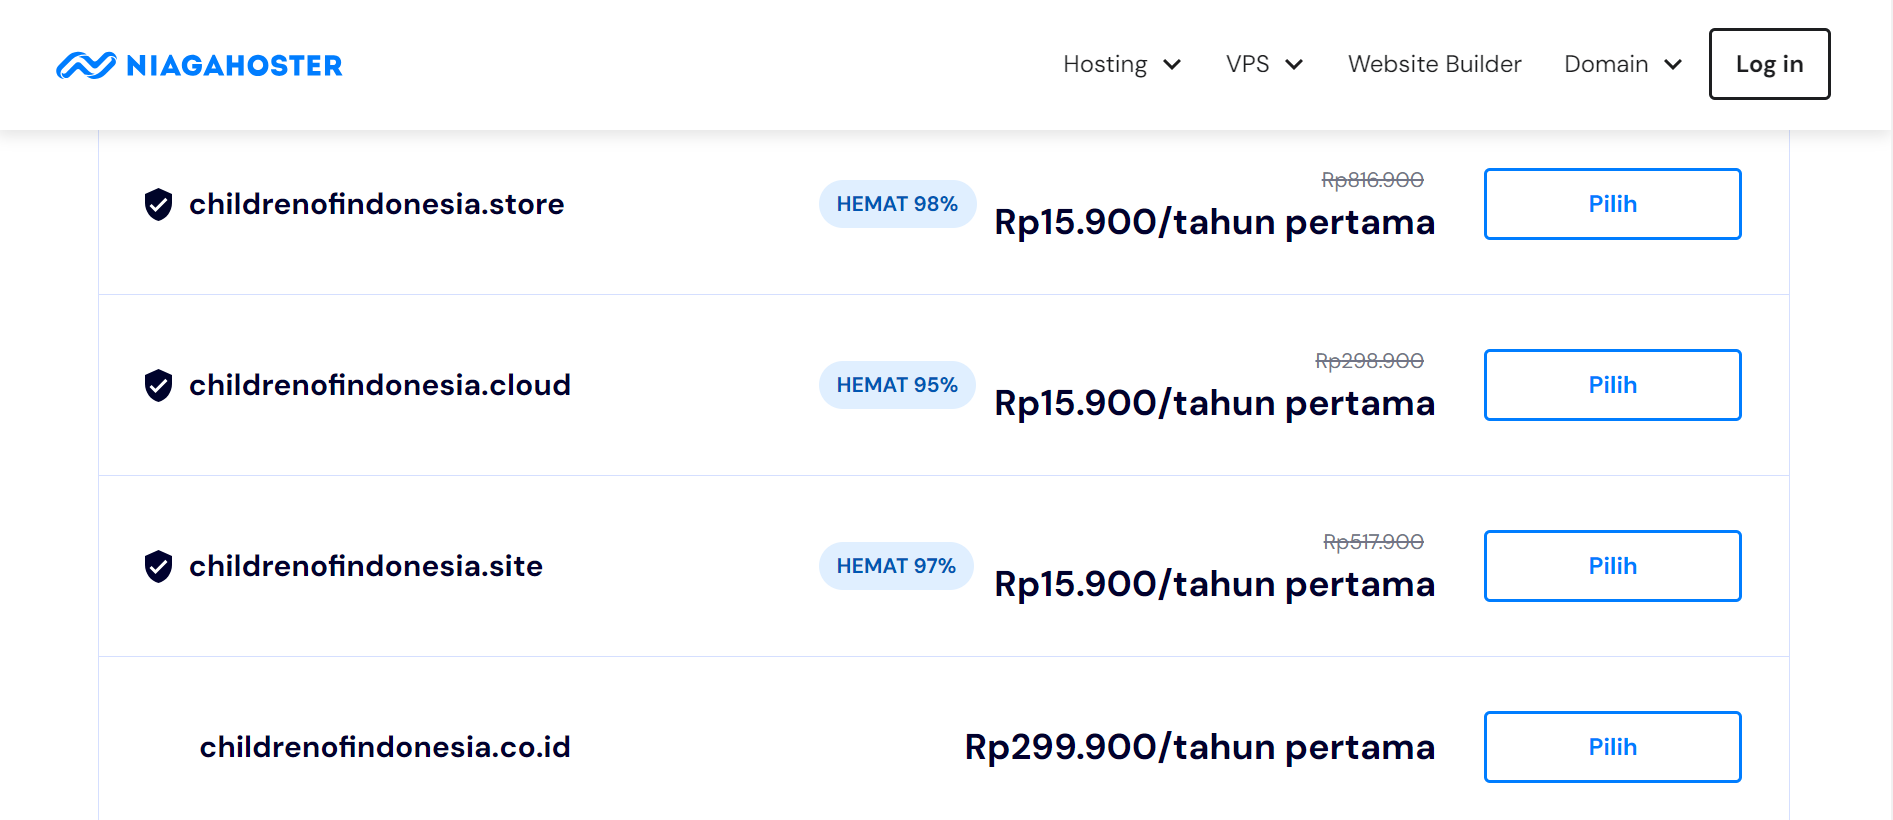 NIAGAHOSTER
Hosting
VPS
Website Builder
Domain
Log in
childrenofindonesia.store
HEMAT 98%
Rp816.900
Rp15.900/tahun pertama
Pilih
childrenofindonesia.cloud
HEMAT 95%
Rp298.900
Rp15.900/tahun pertama
Pilih
childrenofindonesia.site
HEMAT 97%
Rp517.900
Rp15.900/tahun pertama
Pilih
childrenofindonesia.co.id
Rp299.900/tahun pertama
Pilih